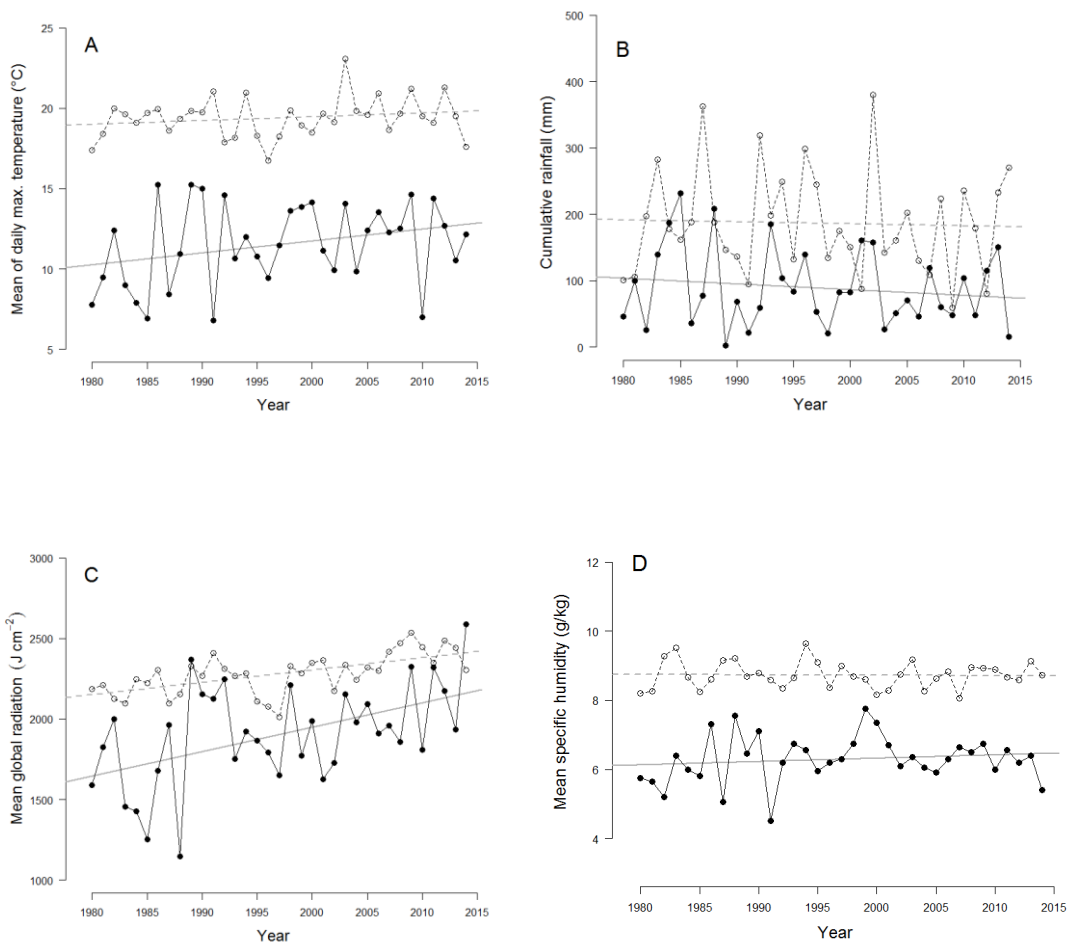 A
Mean of daily max. temperature (°C)
25
20
15
10
5
1980 1985 1990 1995 2000 2005 2010 2015
Year
B
Cumulative rainfall (mm)
500
400
300
200
100
0
1980 1985 1990 1995 2000 2005 2010 2015
Year
C
Mean global radiation ( J cm⁻²)
3000
2500
2000
1500
1000
1980 1985 1990 1995 2000 2005 2010 2015
Year
D
Mean specific humidity (g/kg)
12
10
8
6
4
1980 1985 1990 1995 2000 2005 2010 2015
Year